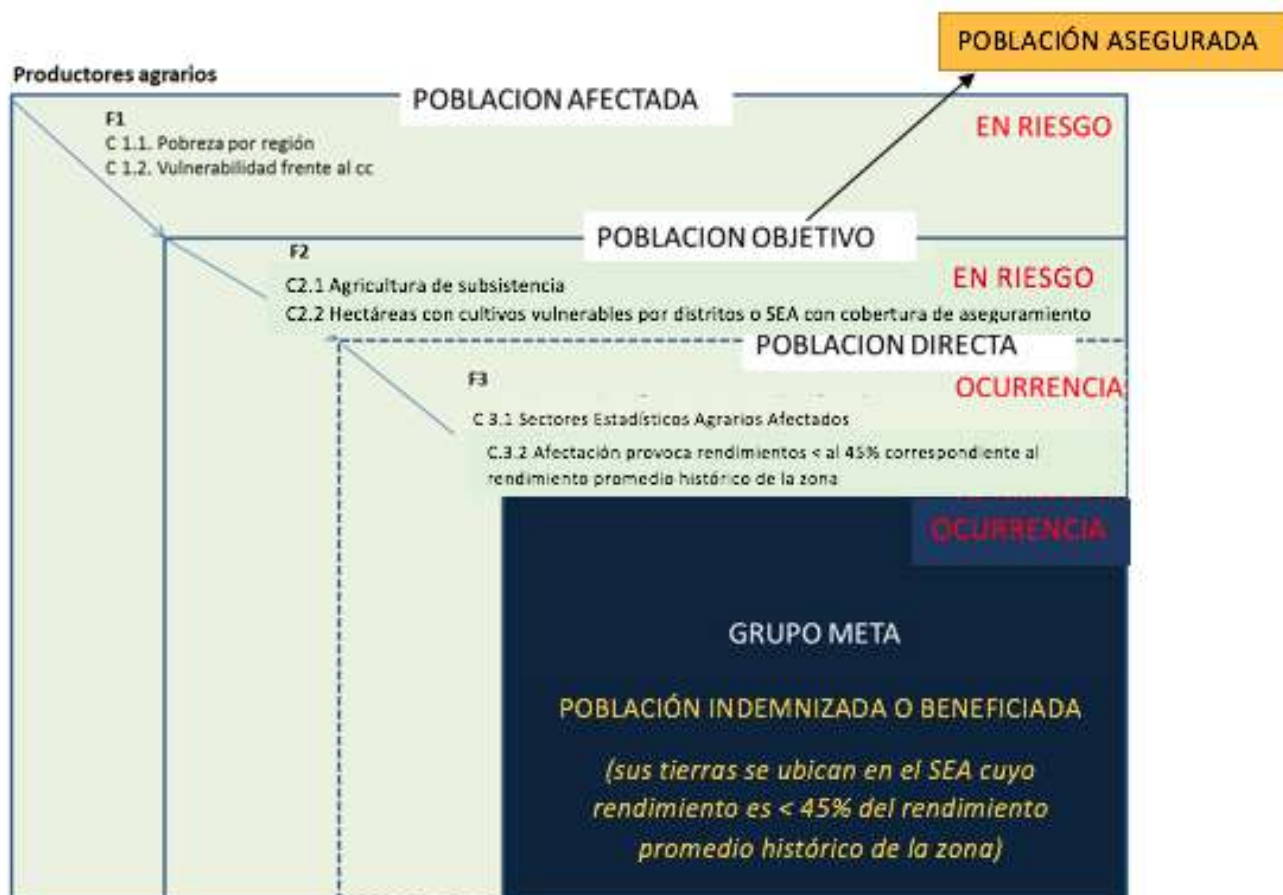 POBLACIÓN ASEGURADA
Productores agrarios
POBLACION AFECTADA
EN RIESGO
F1
C 1.1. Pobreza por región
C 1.2. Vulnerabilidad frente al cc
POBLACION OBJETIVO
EN RIESGO
F2
C2.1 Agricultura de subsistencia
C2.2 Hectáreas con cultivos vulnerables por distritos o SEA con cobertura de aseguramiento
POBLACION DIRECTA
OCURRENCIA
F3
C 3.1 Sectores Estadísticos Agrarios Afectados
C.3.2 Afectación provoca rendimientos < al 45% correspondiente al
rendimiento promedio histórico de la zona
OCURRENCIA
GRUPO META
POBLACIÓN INDEMNIZADA O BENEFICIADA
(sus tierras se ubican en el SEA cuyo
rendimiento es < 45% del rendimiento
promedio histórico de la zona)